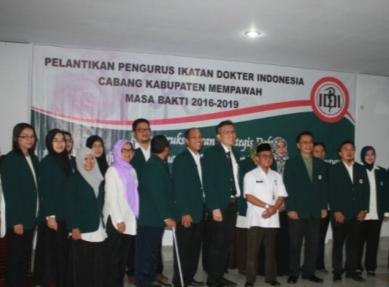 PELANTIKAN PENGURUS IKATAN DOKTER INDONESIA
CABANG KABUPATEN MEMPAWAH
MASA BAKTI 2016-2019
IDI